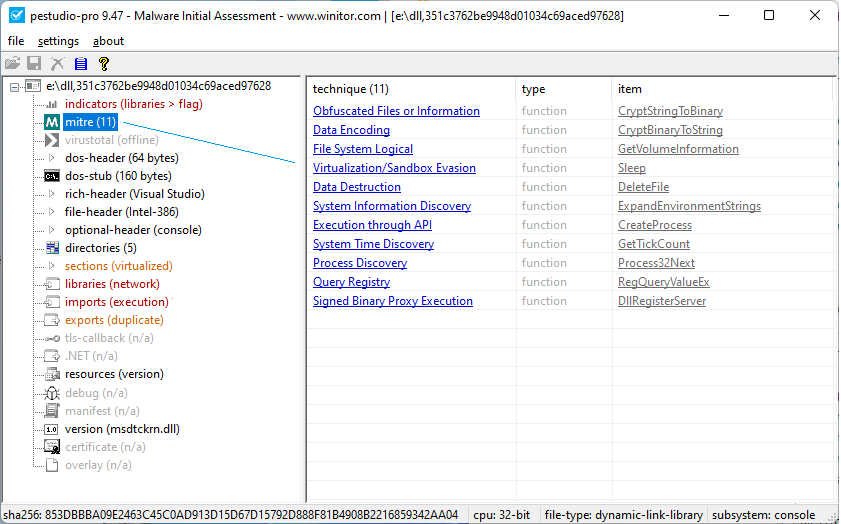 pestudio-pro 9.47 - Malware Initial Assessment - www.winitor.com | [e:\dll,351c3762be9948d01034c69aced97628]
file settings about
e:\dll,351c3762be9948d01034c69aced97628
indicators (libraries > flag)
mitre (11)
virustotal (offline)
dos-header (64 bytes)
dos-stub (160 bytes)
rich-header (Visual Studio)
file-header (Intel-386)
optional-header (console)
directories (5)
sections (virtualized)
libraries (network)
imports (execution)
exports (duplicate)
tls-callback (n/a)
.NET (n/a)
resources (version)
debug (n/a)
manifest (n/a)
version (msdtckrn.dll)
certificate (n/a)
overlay (n/a)
technique (11) type item
Obfuscated Files or Information function CryptStringToBinary
Data Encoding function CryptBinaryToString
File System Logical function GetVolumeInformation
Virtualization/Sandbox Evasion function Sleep
Data Destruction function DeleteFile
System Information Discovery function ExpandEnvironmentStrings
Execution through API function CreateProcess
System Time Discovery function GetTickCount
Process Discovery function Process32Next
Query Registry function RegQueryValueEx
Signed Binary Proxy Execution function DllRegisterServer
sha256: 853DBBBA09E2463C45C0AD913D15D67D15792D888F81B4908B2216859342AA04 cpu: 32-bit file-type: dynamic-link-library subsystem: console